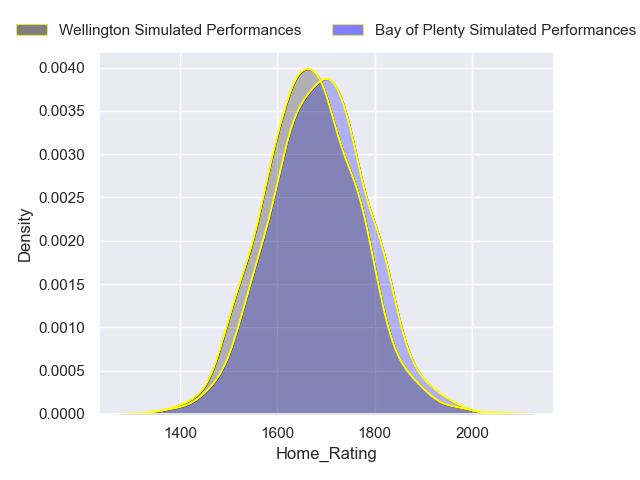 Wellington Simulated Performances Bay of Plenty Simulated Performances
0.0040
0.0035
0.0030
0.0025
0.0020
0.0015
0.0010
0.0005
0.0000
Density
1400 1600 1800 2000
Home_Rating